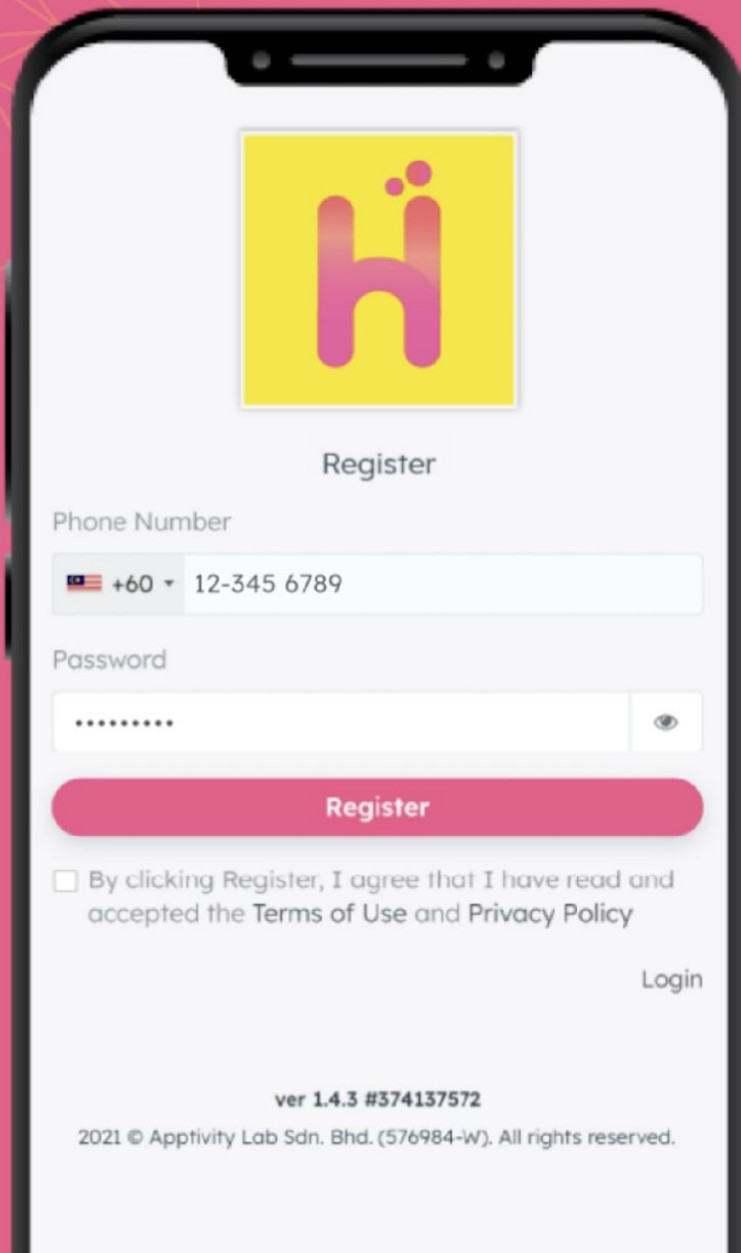 Register
Phone Number
+60 12-345 6789
Password
•••••••••
Register
By clicking Register, I agree that I have read and
accepted the Terms of Use and Privacy Policy
Login
ver 1.4.3 #374137572
2021 © Apptivity Lab Sdn. Bhd. (576984-W). All rights reserved.